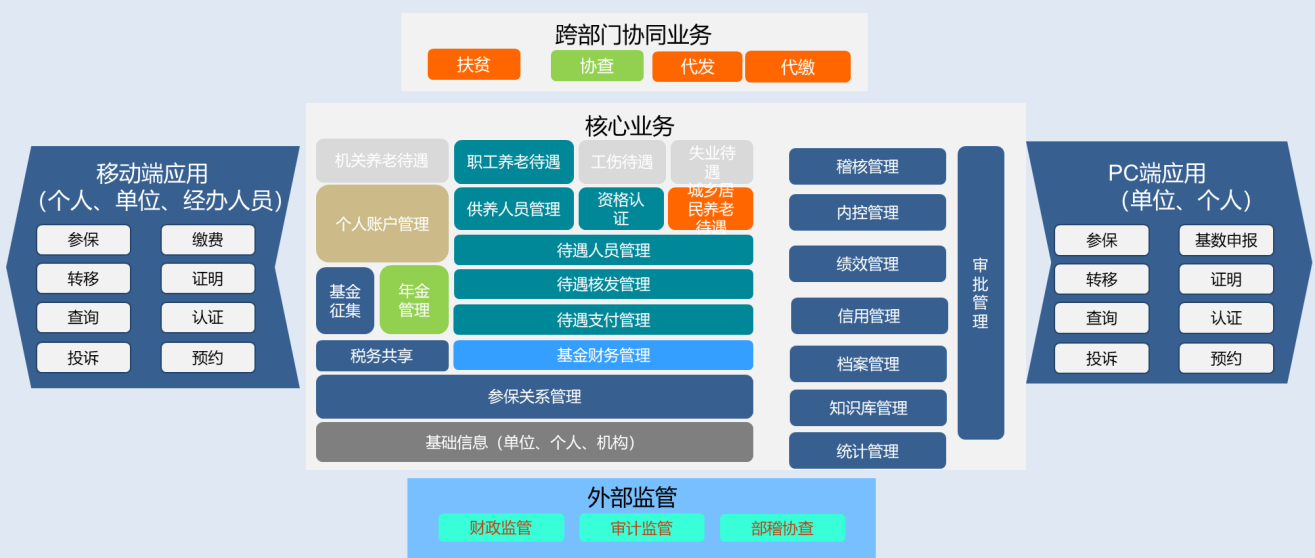 跨部门协同业务
扶贫
协查
代发
代缴
移动端应用
（个人、单位、经办人员）
参保
缴费
转移
证明
查询
认证
投诉
预约
核心业务
机关养老待遇
职工养老待遇
工伤待遇
失业待
遇
个人账户管理
供养人员管理
资格认
证
城乡居
民养老
待遇
待遇人员管理
基金
征集
年金
管理
待遇核发管理
待遇支付管理
税务共享
基金财务管理
参保关系管理
基础信息（单位、个人、机构）
稽核管理
内控管理
绩效管理
信用管理
档案管理
知识库管理
统计管理
审
批
管
理
PC端应用
（单位、个人）
参保
基数申报
转移
证明
查询
认证
投诉
预约
外部监管
财政监管
审计监管
部稽协查